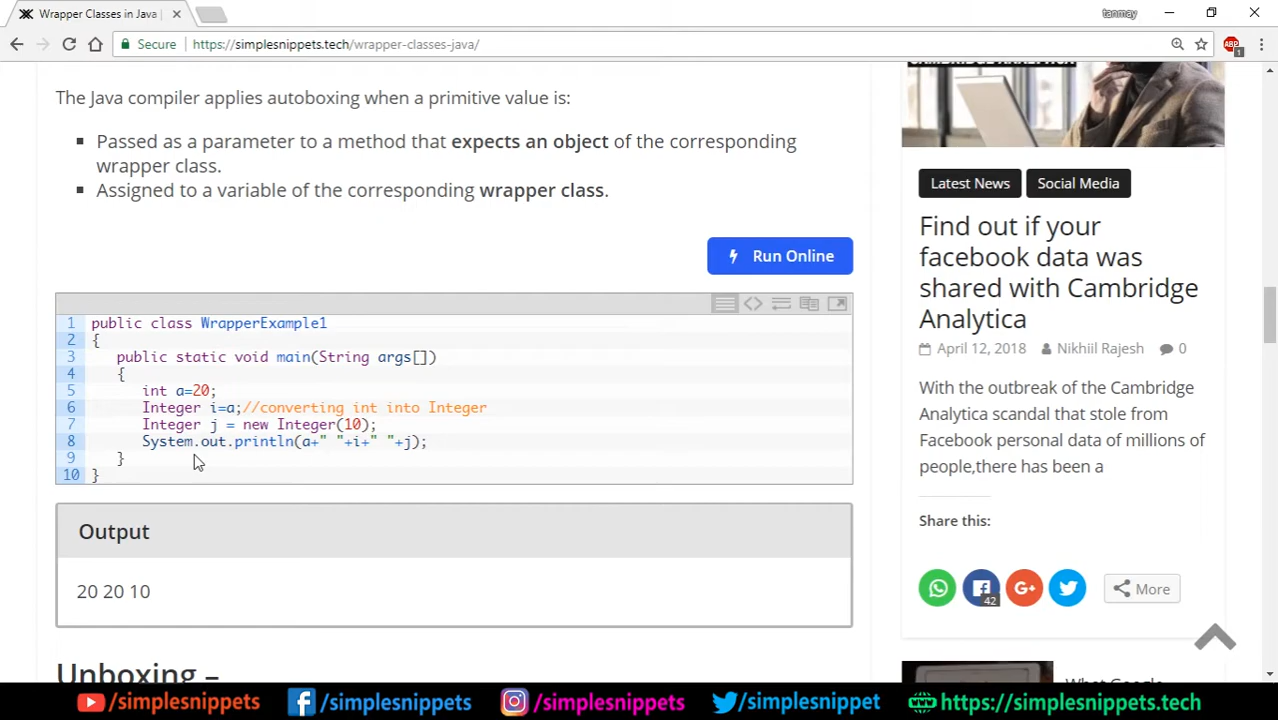 Wrapper Classes in Java |
tanmay
Secure
https://simplesnippets.tech/wrapper-classes-java/
ABP
1
The Java compiler applies autoboxing when a primitive value is:
Passed as a parameter to a method that expects an object of the corresponding
wrapper class.
Assigned to a variable of the corresponding wrapper class.
Run Online
1 public class WrapperExample1
2 {
3 public static void main(String args[])
4 {
5 int a=20;
6 Integer i=a;//converting int into Integer
7 Integer j = new Integer(10);
8 System.out.println(a+" "+i+" "+j);
9 }
10 }
Output
20 20 10
Unboxing –
CAMBRIDGE ANALYTICA
Latest News
Social Media
Find out if your
facebook data was
shared with Cambridge
Analytica
April 12, 2018 Nikhiil Rajesh 0
With the outbreak of the Cambridge
Analytica scandal that stole from
Facebook personal data of millions of
people,there has been a
Share this:
42
G+
More
What Google
/simplesnippets
/simplesnippets
/simplesnippets
/simplesnippet
https://simplesnippets.tech